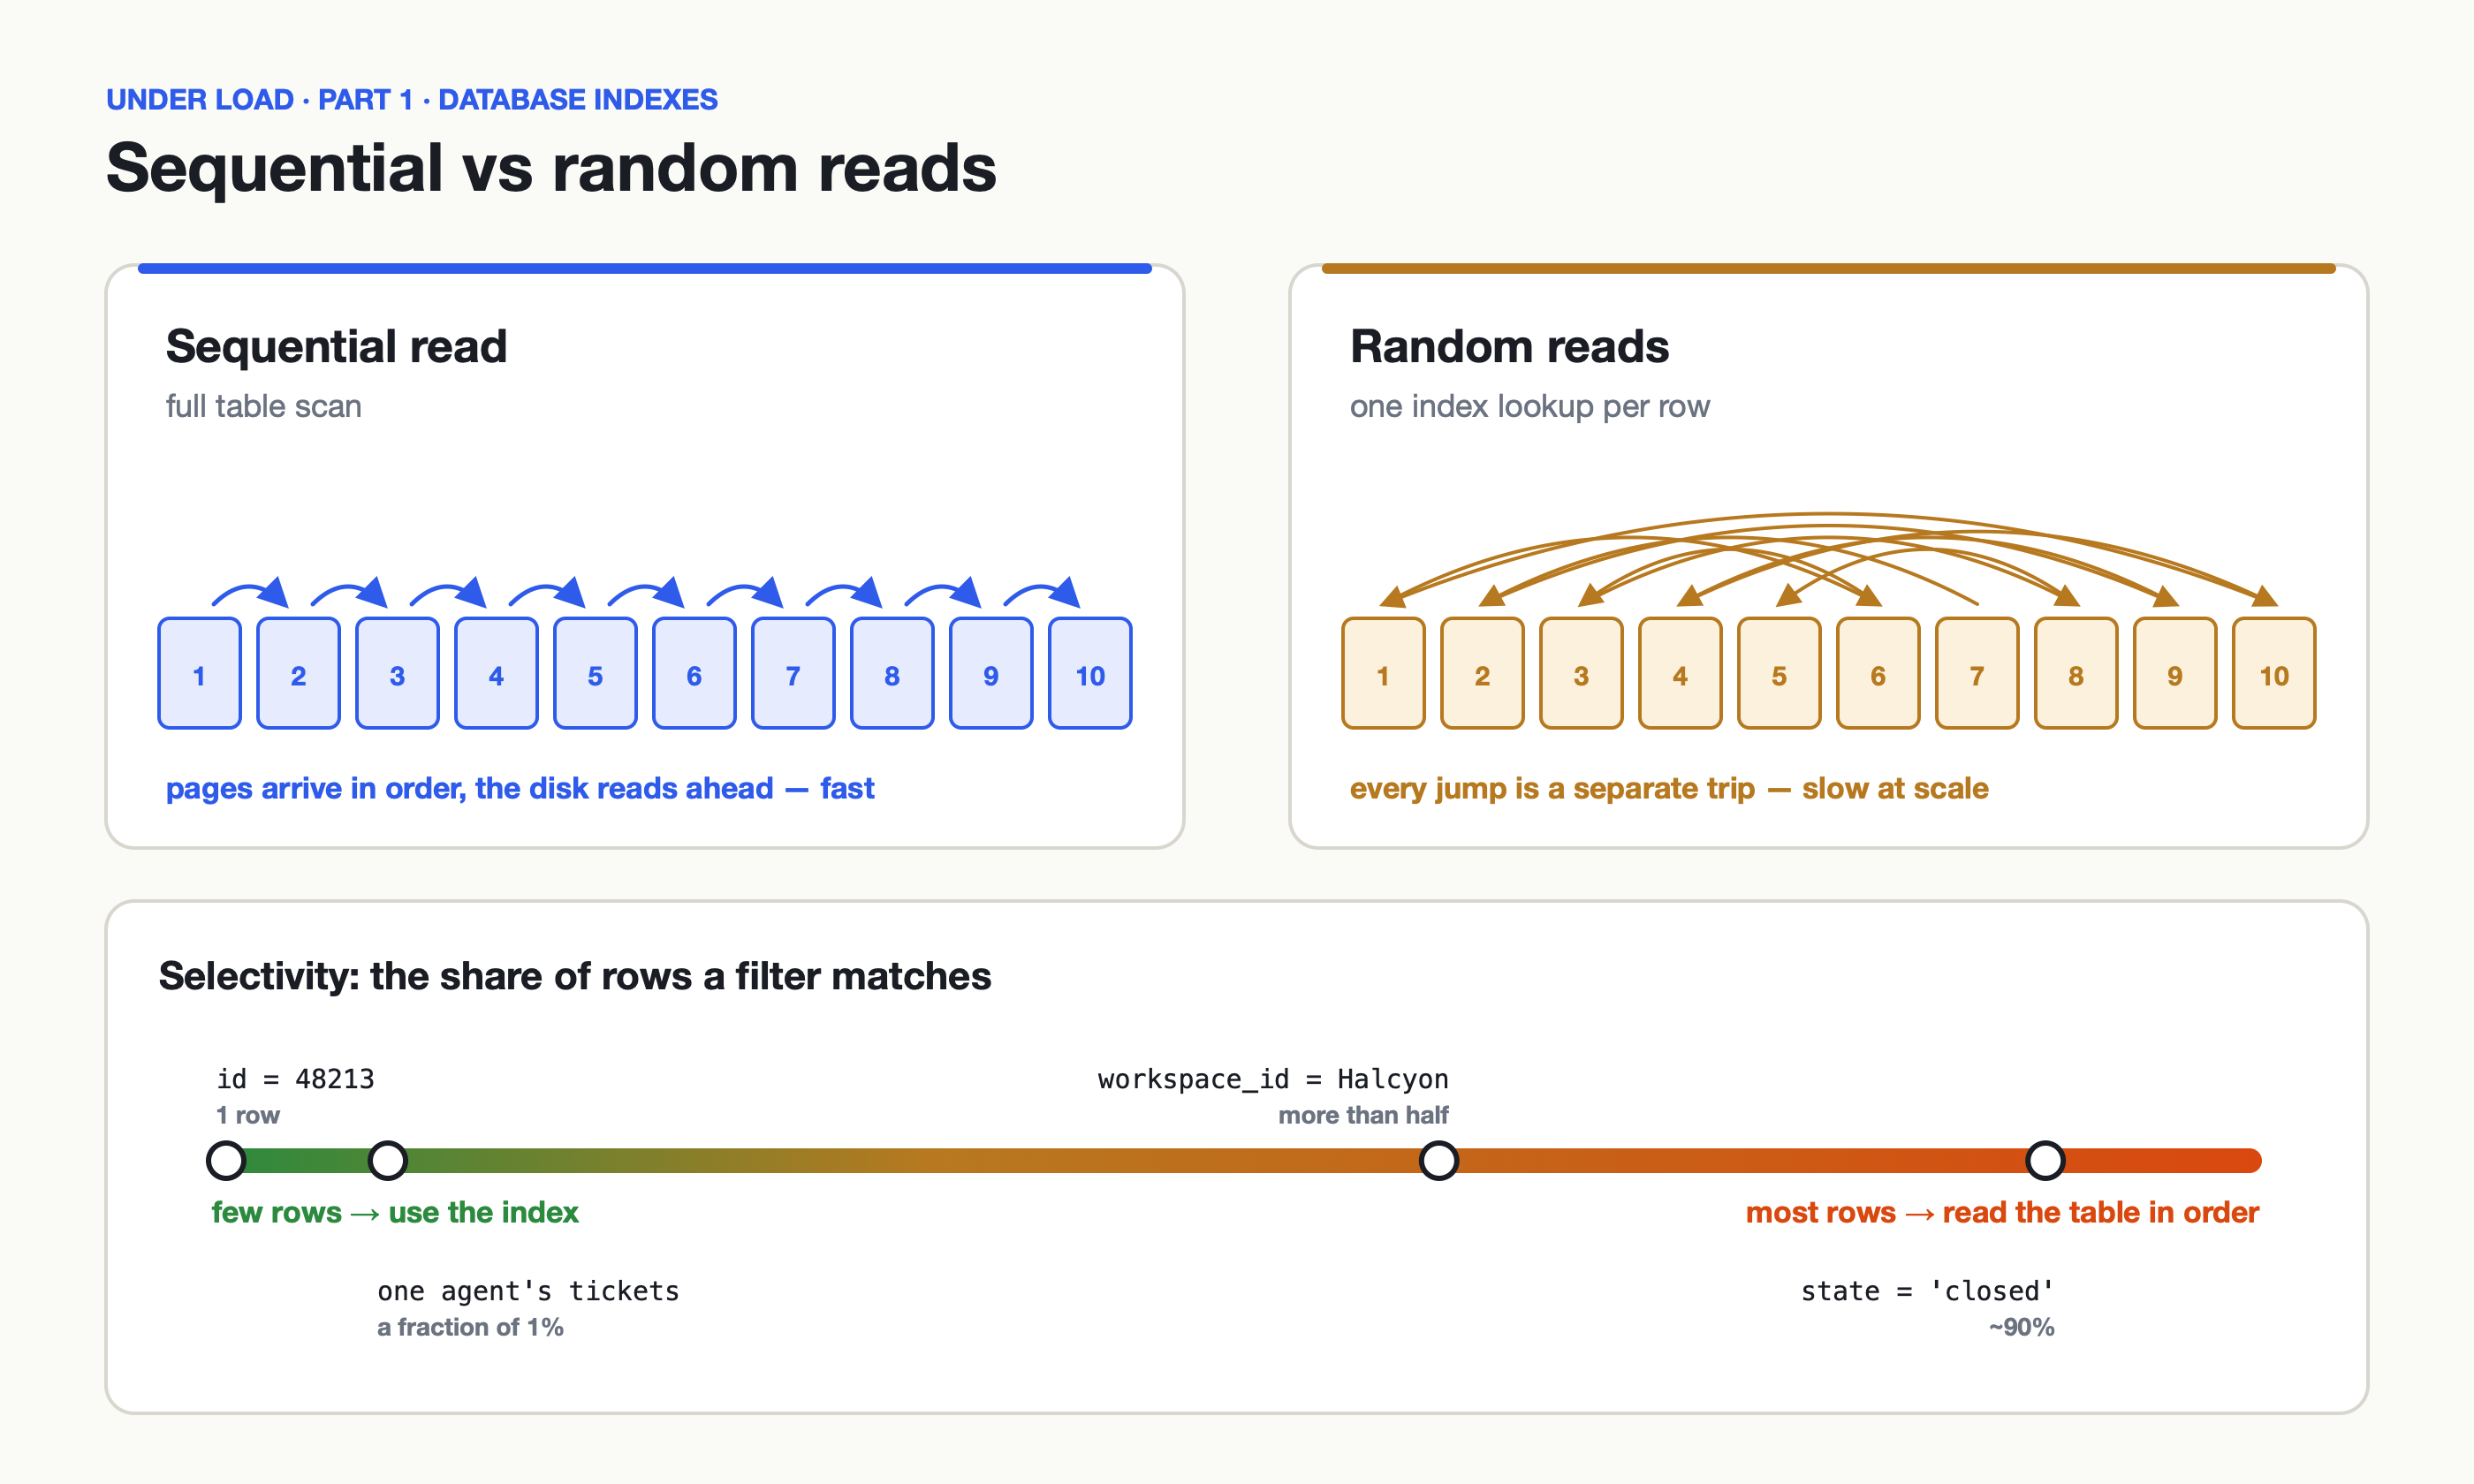 UNDER LOAD · PART 1 · DATABASE INDEXES
Sequential vs random reads
Sequential read
full table scan
1 2 3 4 5 6 7 8 9 10
pages arrive in order, the disk reads ahead — fast
Random reads
one index lookup per row
1 2 3 4 5 6 7 8 9 10
every jump is a separate trip — slow at scale
Selectivity: the share of rows a filter matches
id = 48213
1 row
workspace_id = Halcyon
more than half
few rows → use the index
most rows → read the table in order
one agent's tickets
a fraction of 1%
state = 'closed'
~90%